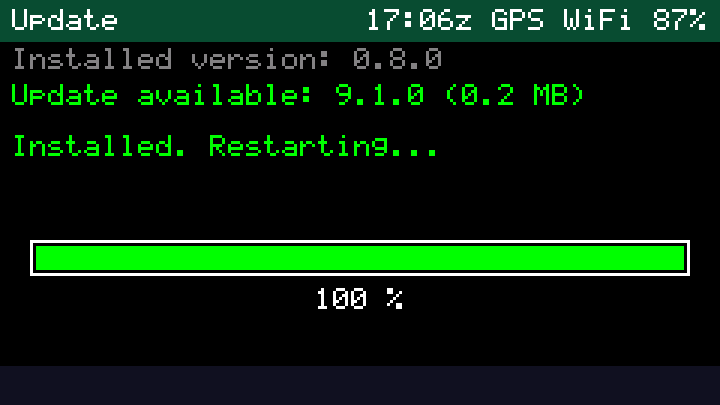 Update 17:06z GPS WiFi 87%
Installed version: 0.8.0
Update available: 9.1.0 (0.2 MB)
Installed. Restarting...
100 %